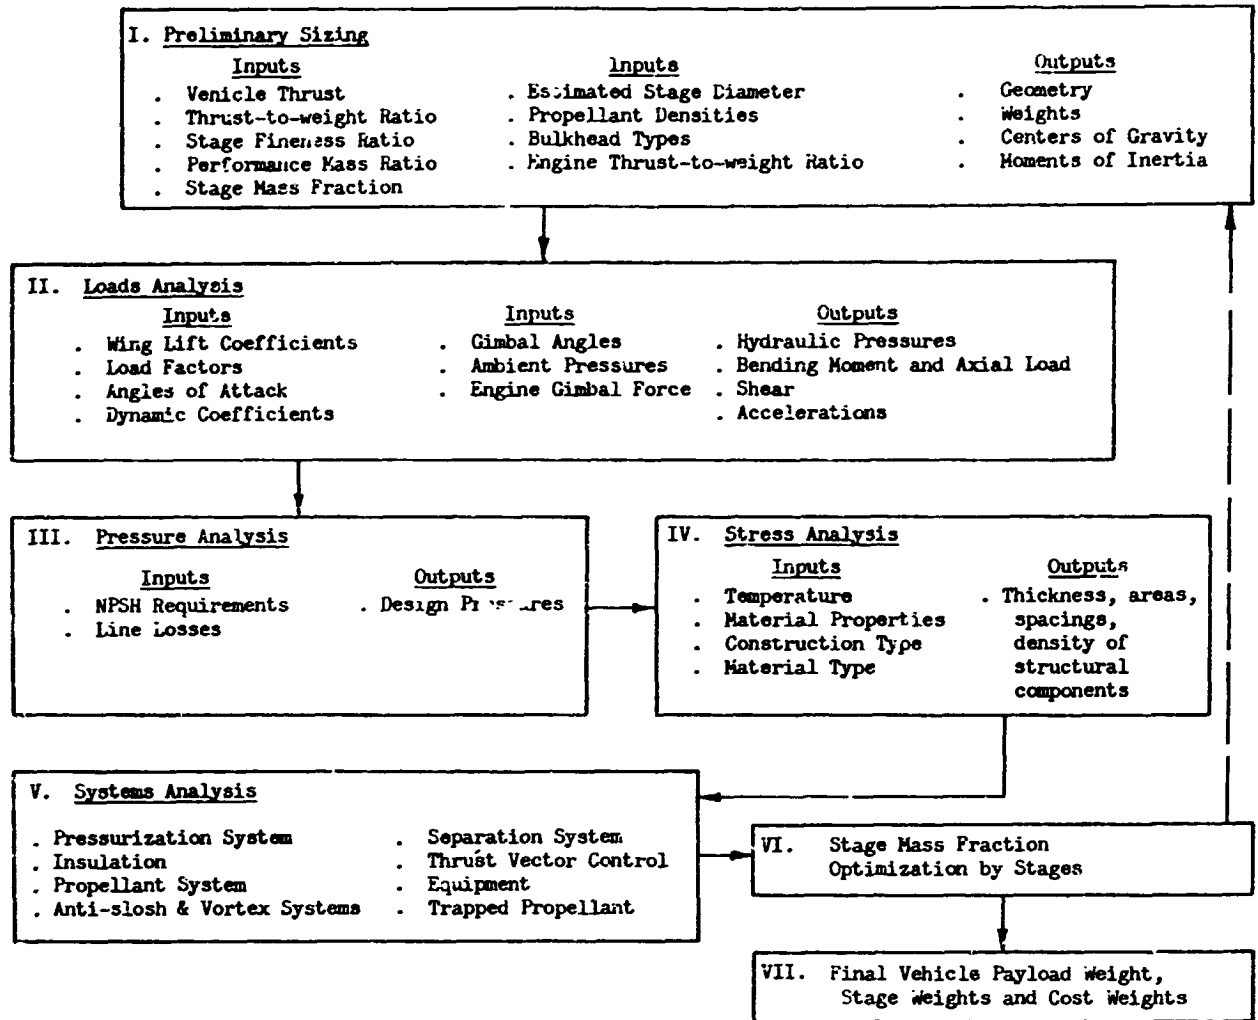 I. Preliminary Sizing
Inputs
. Venicle Thrust
. Thrust-to-weight Ratio
. Stage Fineness Ratio
. Performance Mass Ratio
. Stage Mass Fraction
Inputs
. Estimated Stage Diameter
. Propellant Densities
. Bulkhead Types
. Engine Thrust-to-weight Ratio
Outputs
. Geometry
. Weights
. Centers of Gravity
. Moments of Inertia
II. Loads Analysis
Inputs
. Wing Lift Coefficients
. Load Factors
. Angles of Attack
. Dynamic Coefficients
Inputs
. Gimbal Angles
. Ambient Pressures
. Engine Gimbal Force
Outputs
. Hydraulic Pressures
. Bending Moment and Axial Load
. Shear
. Accelerations
III. Pressure Analysis
Inputs
. NPSH Requirements
. Line Losses
Outputs
. Design Pressures
IV. Stress Analysis
Inputs
. Temperature
. Material Properties
. Construction Type
. Material Type
Outputs
. Thickness, areas,
spacings,
density of
structural
components
V. Systems Analysis
. Pressurization System
. Insulation
. Propellant System
. Anti-slosh & Vortex Systems
. Separation System
. Thrust Vector Control
. Equipment
. Trapped Propellant
VI. Stage Mass Fraction
Optimization by Stages
VII. Final Vehicle Payload Weight,
Stage Weights and Cost Weights